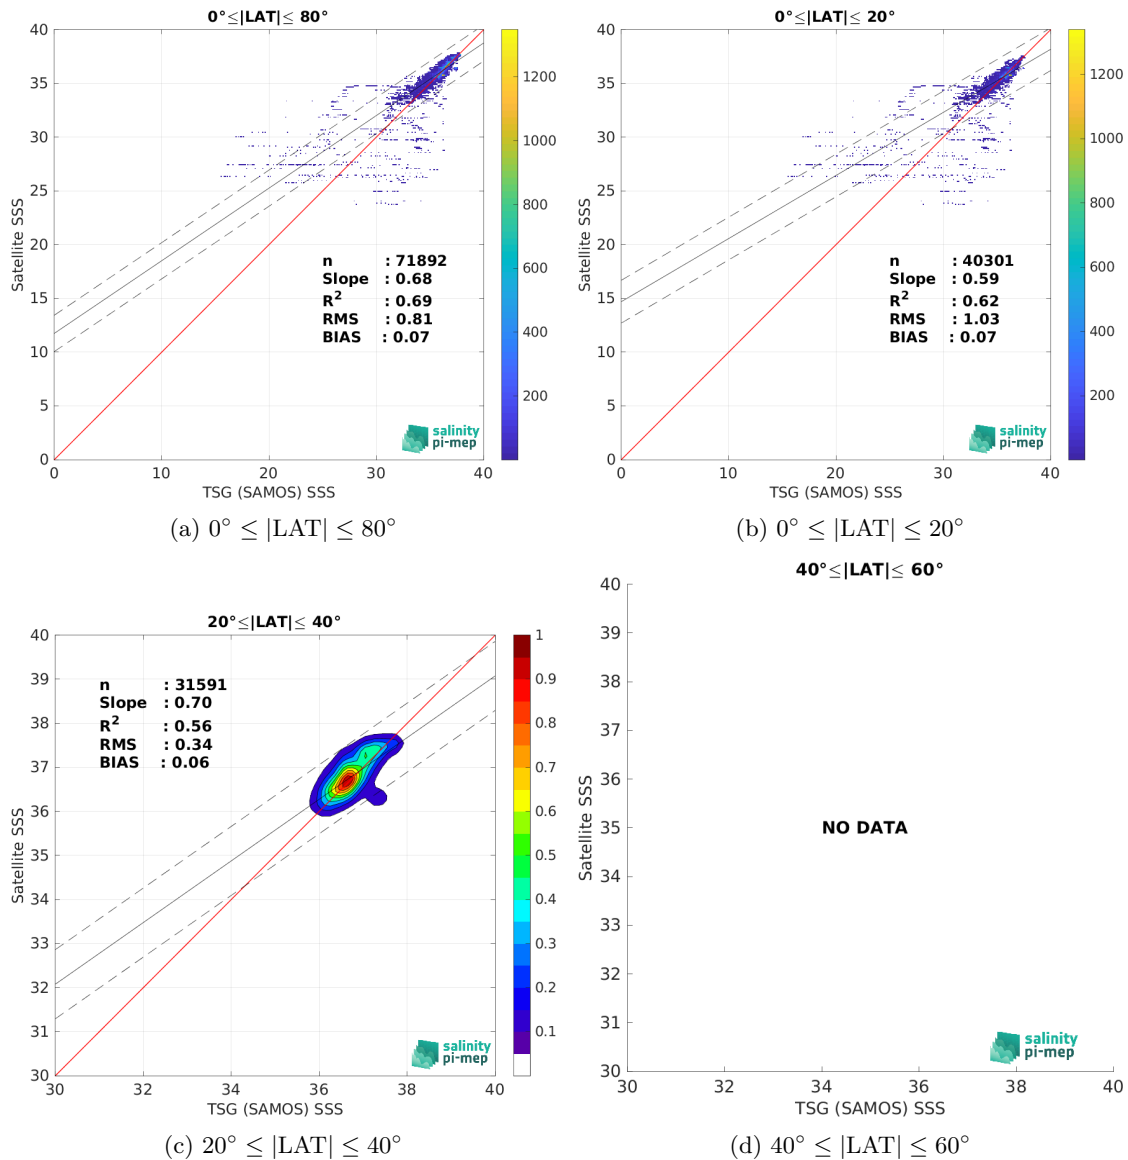 0°≤|LAT|≤ 80°
40
35
30
25
20
15
10
5
0
0
10
20
30
40
Satellite SSS
TSG (SAMOS) SSS
n : 71892
Slope : 0.68
R² : 0.69
RMS : 0.81
BIAS : 0.07
salinity
pi-mep
1200
1000
800
600
400
200
(a) 0° ≤ |LAT| ≤ 80°
0°≤|LAT|≤ 20°
40
35
30
25
20
15
10
5
0
0
10
20
30
40
Satellite SSS
TSG (SAMOS) SSS
n : 40301
Slope : 0.59
R² : 0.62
RMS : 1.03
BIAS : 0.07
salinity
pi-mep
1200
1000
800
600
400
200
(b) 0° ≤ |LAT| ≤ 20°
20°≤|LAT|≤ 40°
40
39
38
37
36
35
34
33
32
31
30
30
32
34
36
38
40
Satellite SSS
TSG (SAMOS) SSS
n : 31591
Slope : 0.70
R² : 0.56
RMS : 0.34
BIAS : 0.06
salinity
pi-mep
1
0.9
0.8
0.7
0.6
0.5
0.4
0.3
0.2
0.1
(c) 20° ≤ |LAT| ≤ 40°
40°≤|LAT|≤ 60°
40
39
38
37
36
35
34
33
32
31
30
30
32
34
36
38
40
Satellite SSS
TSG (SAMOS) SSS
NO DATA
salinity
pi-mep
(d) 40° ≤ |LAT| ≤ 60°